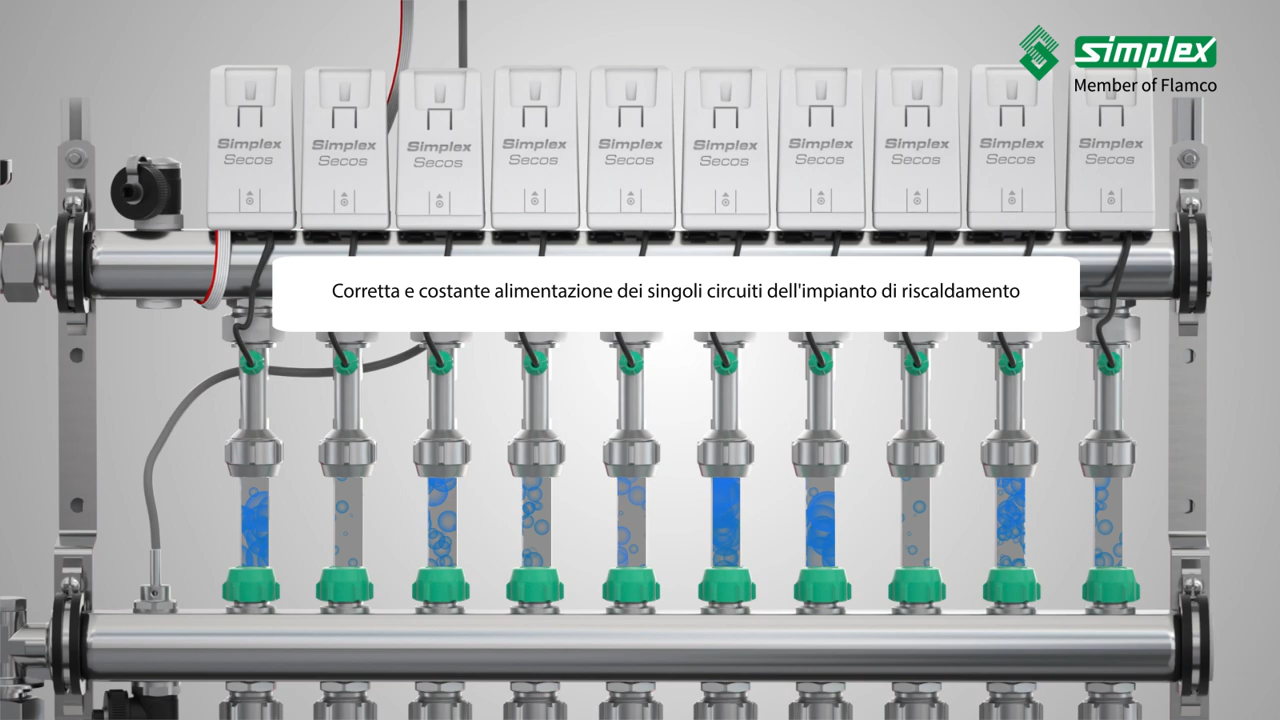 simplex
Member of Flamco
Simplex
Secos
Simplex
Secos
Simplex
Secos
Simplex
Secos
Simplex
Secos
Simplex
Secos
Simplex
Secos
Simplex
Secos
Simplex
Secos
Simplex
Secos
Corretta e costante alimentazione dei singoli circuiti dell'impianto di riscaldamento